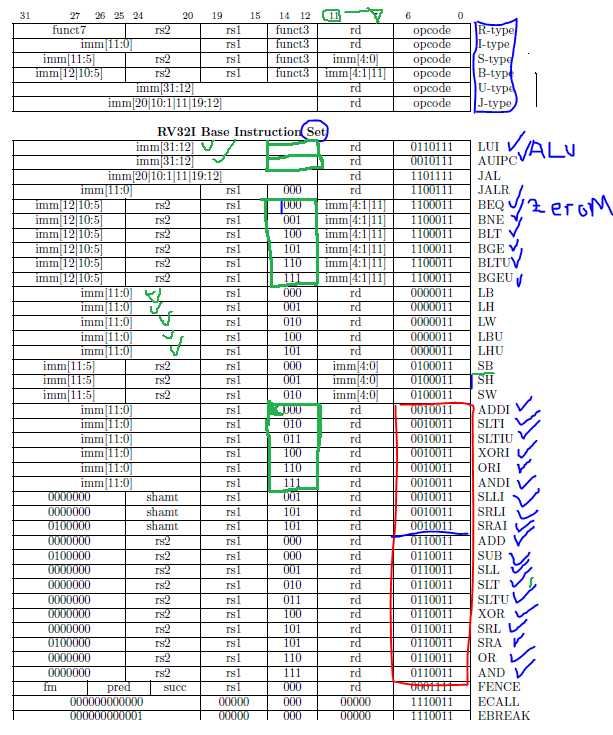 31 27 26 25 24 20 19 15 14 12 11 7 6 0
funct7 rs2 rs1 funct3 rd opcode R-type
imm[11:0] rs1 funct3 rd opcode I-type
imm[11:5] rs2 rs1 funct3 imm[4:0] opcode S-type
imm[12|10:5] rs2 rs1 funct3 imm[4:1|11] opcode B-type
imm[31:12] rd opcode U-type
imm[20|10:1|11|19:12] rd opcode J-type
RV32I Base Instruction Set
imm[31:12] rd 0110111 LUI ALU
imm[31:12] rd 0010111 AUIPC
imm[20|10:1|11|19:12] rd 1101111 JAL
imm[11:0] rs1 000 rd 1100111 JALR
imm[12|10:5] rs2 rs1 000 imm[4:1|11] 1100011 BEQ zeroM
imm[12|10:5] rs2 rs1 001 imm[4:1|11] 1100011 BNE
imm[12|10:5] rs2 rs1 100 imm[4:1|11] 1100011 BLT
imm[12|10:5] rs2 rs1 101 imm[4:1|11] 1100011 BGE
imm[12|10:5] rs2 rs1 110 imm[4:1|11] 1100011 BLTU
imm[12|10:5] rs2 rs1 111 imm[4:1|11] 1100011 BGEU
imm[11:0] rs1 000 rd 0000011 LB
imm[11:0] rs1 001 rd 0000011 LH
imm[11:0] rs1 010 rd 0000011 LW
imm[11:0] rs1 100 rd 0000011 LBU
imm[11:0] rs1 101 rd 0000011 LHU
imm[11:5] rs2 rs1 000 imm[4:0] 0100011 SB
imm[11:5] rs2 rs1 001 imm[4:0] 0100011 SH
imm[11:5] rs2 rs1 010 imm[4:0] 0100011 SW
imm[11:0] rs1 000 rd 0010011 ADDI
imm[11:0] rs1 010 rd 0010011 SLTI
imm[11:0] rs1 011 rd 0010011 SLTIU
imm[11:0] rs1 100 rd 0010011 XORI
imm[11:0] rs1 110 rd 0010011 ORI
imm[11:0] rs1 111 rd 0010011 ANDI
0000000 shamt rs1 001 rd 0010011 SLLI
0000000 shamt rs1 101 rd 0010011 SRLI
0100000 shamt rs1 101 rd 0010011 SRAI
0000000 rs2 rs1 000 rd 0110011 ADD
0100000 rs2 rs1 000 rd 0110011 SUB
0000000 rs2 rs1 001 rd 0110011 SLL
0000000 rs2 rs1 010 rd 0110011 SLT
0000000 rs2 rs1 011 rd 0110011 SLTU
0000000 rs2 rs1 100 rd 0110011 XOR
0000000 rs2 rs1 101 rd 0110011 SRL
0100000 rs2 rs1 101 rd 0110011 SRA
0000000 rs2 rs1 110 rd 0110011 OR
0000000 rs2 rs1 111 rd 0110011 AND
fm pred succ rs1 000 rd 0001111 FENCE
000000000000 00000 000 00000 1110011 ECALL
000000000001 00000 000 00000 1110011 EBREAK